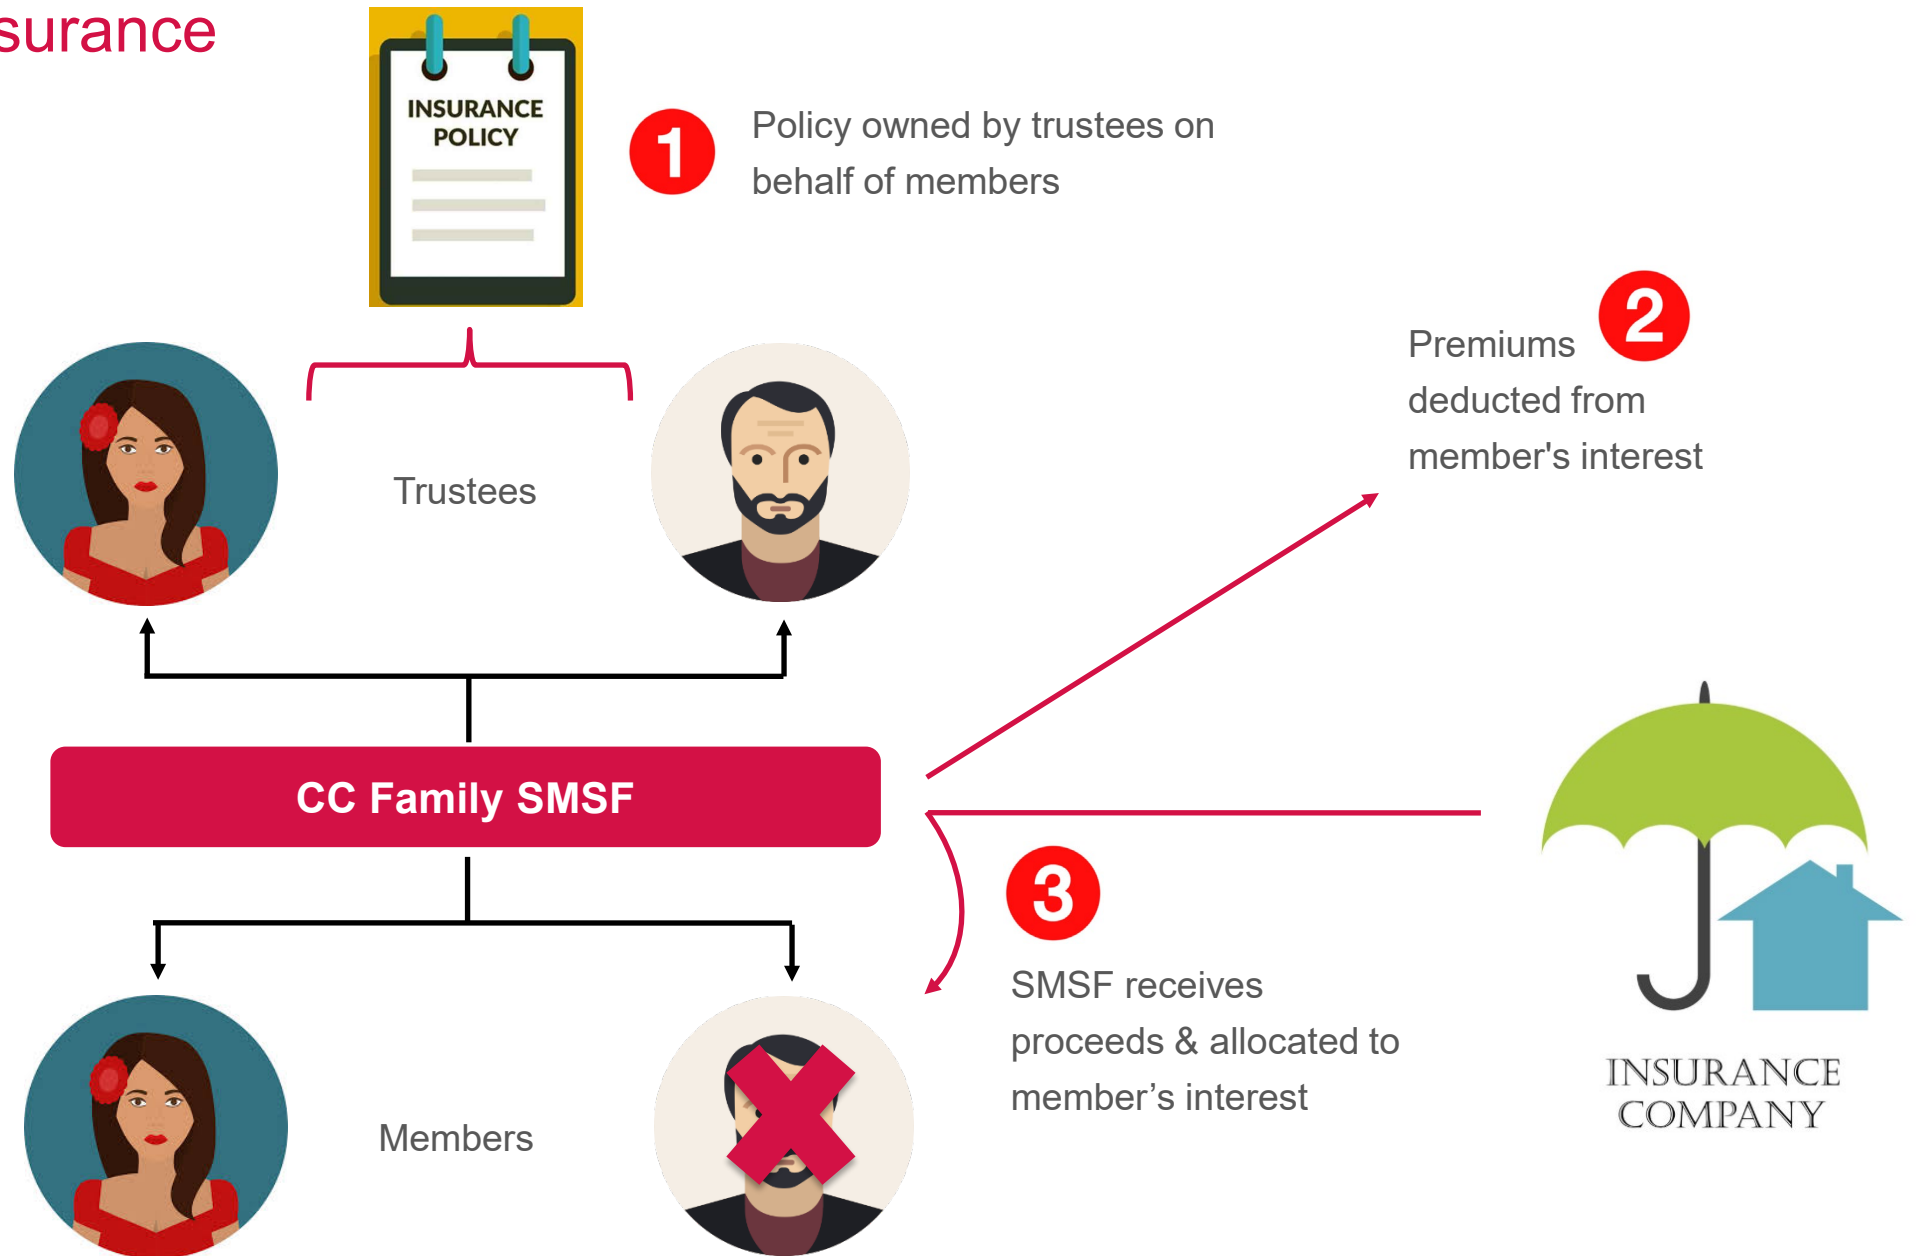 surance
INSURANCE
POLICY
1
Policy owned by trustees on
behalf of members
2
Premiums
deducted from
member's interest
Trustees
CC Family SMSF
3
SMSF receives
proceeds & allocated to
member’s interest
Members
INSURANCE
COMPANY